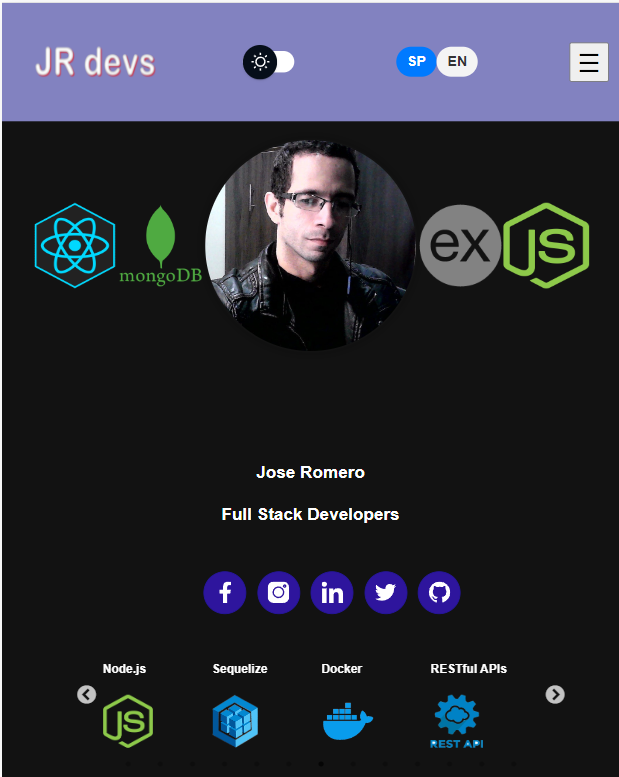 JR devs
SP EN
mongoDB
ex
JS
Jose Romero
Full Stack Developers
f in
Node.js Sequelize Docker RESTful APIs
JS
REST API